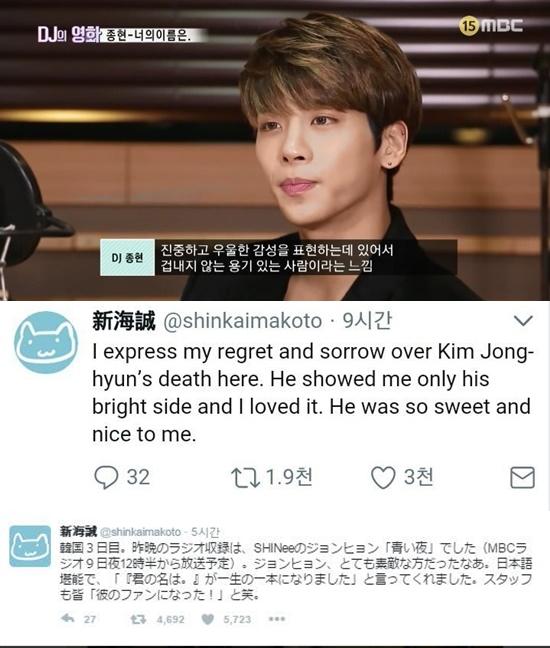 DJ의 영화 종현-너의이름은.
15 MBC
DJ 종현
진중하고 우울한 감성을 표현하는데 있어서
겁내지 않는 용기 있는 사람이라는 느낌
新海誠 @shinkaimakoto · 9시간
I express my regret and sorrow over Kim Jong-
hyun's death here. He showed me only his
bright side and I loved it. He was so sweet and
nice to me.
32 1.9천 3천
新海誠 @shinkaimakoto · 5시간
韓国3日目。昨晩のラジオ収録は、SHINeeのジョンヒョン「青い夜」でした（MBCラ
ジオ9日夜12時半から放送予定）。ジョンヒョン、とても素敵な方だったなあ。日本語
堪能で、「『君の名は。』が一生の一本になりました」と言ってくれました。スタッフ
も皆「彼のファンになった！」と笑。
27 4,692 5,723